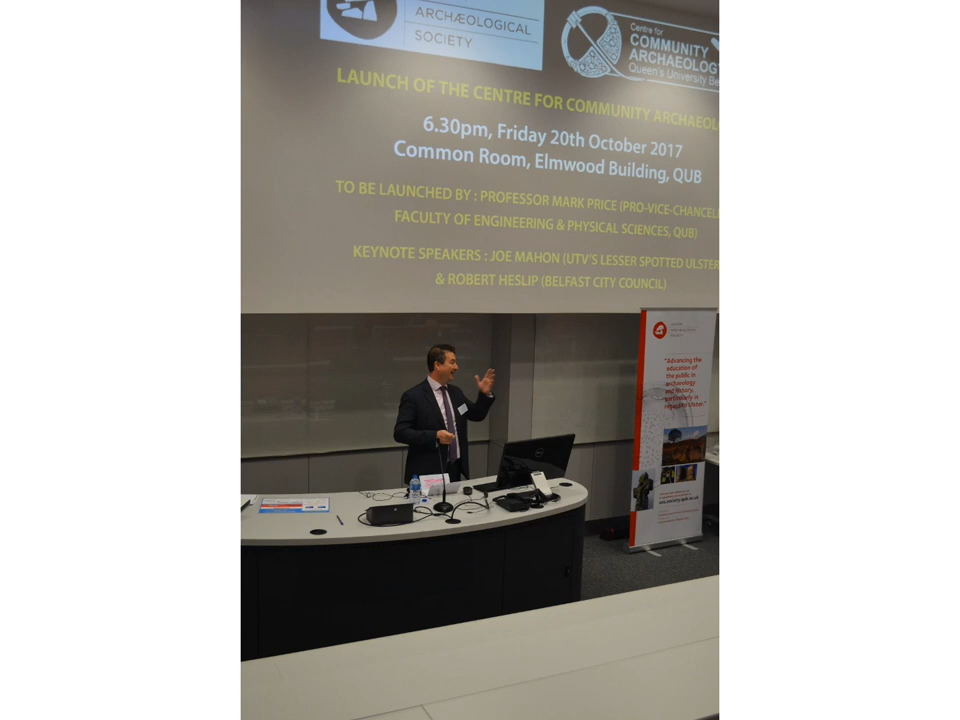 ARCHÆOLOGICAL
SOCIETY
Centre for
COMMUNITY
ARCHAEOLOG
Queen's University Be
LAUNCH OF THE CENTRE FOR COMMUNITY ARCHAEOL
6.30pm, Friday 20th October 2017
Common Room, Elmwood Building, QUB
TO BE LAUNCHED BY : PROFESSOR MARK PRICE (PRO-VICE-CHANCEL
FACULTY OF ENGINEERING & PHYSICAL SCIENCES, QUB)
KEYNOTE SPEAKERS : JOE MAHON (UTV'S LESSER SPOTTED ULSTER
& ROBERT HESLIP (BELFAST CITY COUNCIL)
"Advancing the
education of
the public in
archaeology
and history,
particularly in
regard to Ulster."
DELL